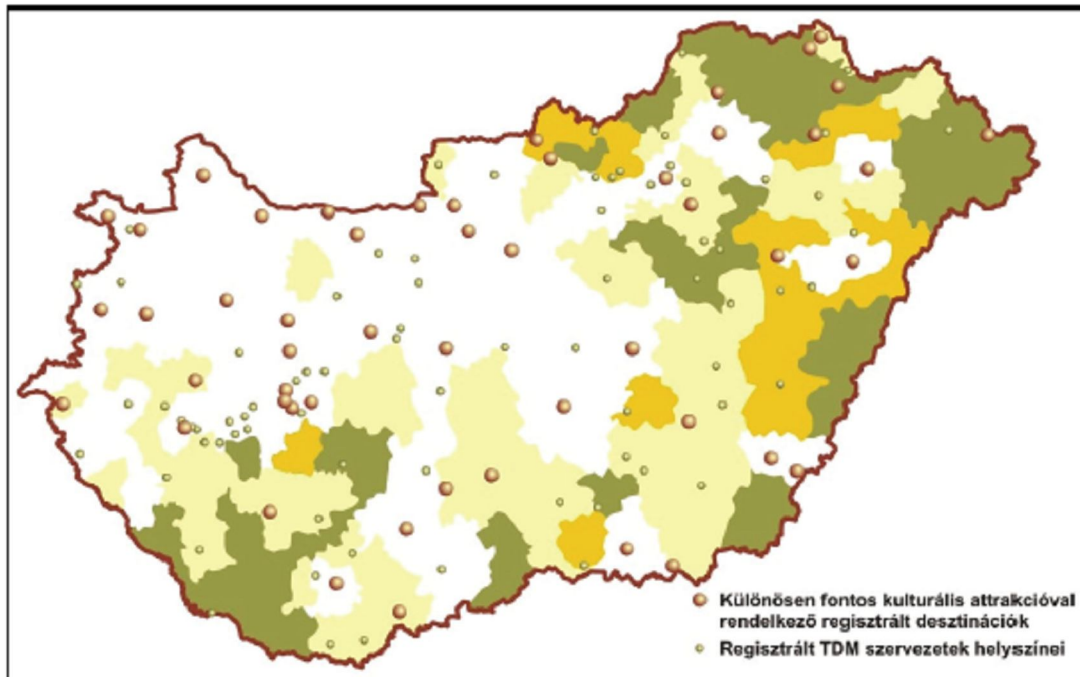 Különösen fontos kulturális attrakcióval
rendelkező regisztrált desztinációk
Regisztrált TDM szervezetek helyszínei